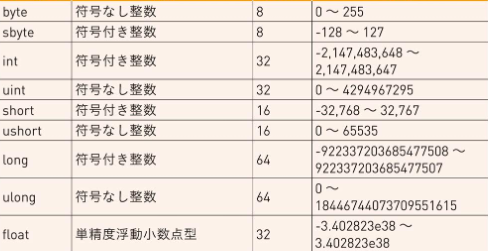 byte 符号なし整数 8 0 ～ 255
sbyte 符号付き整数 8 -128 ～ 127
int 符号付き整数 32 -2,147,483,648 ～
2,147,483,647
uint 符号なし整数 32 0 ～ 4294967295
short 符号付き整数 16 -32,768 ～ 32,767
ushort 符号なし整数 16 0 ～ 65535
long 符号付き整数 64 -922337203685477508 ～
922337203685477507
ulong 符号なし整数 64 0 ～
18446744073709551615
float 単精度浮動小数点型 32 -3.402823e38 ～
3.402823e38